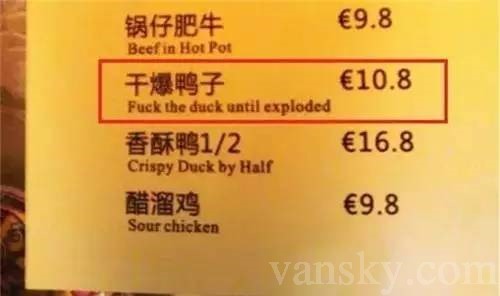 锅仔肥牛 €9.8
Beef in Hot Pot
干爆鸭子 €10.8
Fuck the duck until exploded
香酥鸭1/2 €16.8
Crispy Duck by Half
醋溜鸡 €9.8
Sour chicken
vansky.com